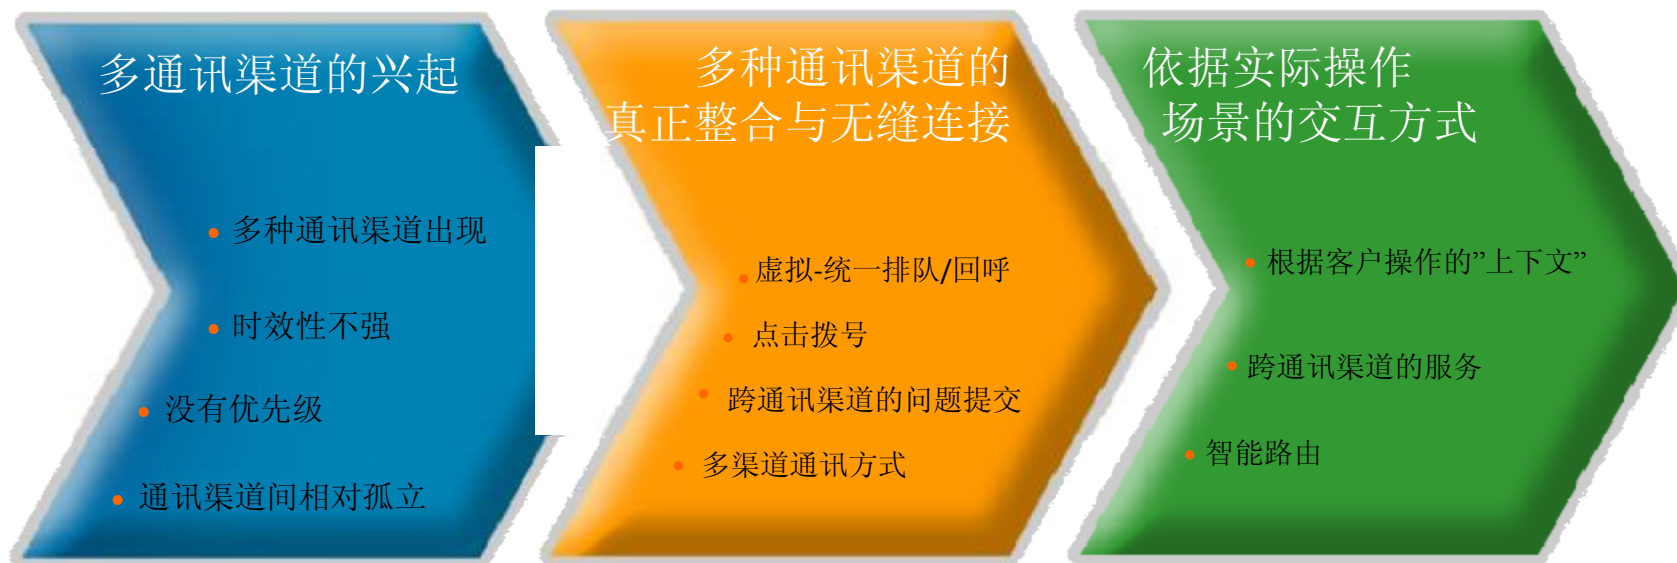 多通讯渠道的兴起
• 多种通讯渠道出现
• 时效性不强
• 没有优先级
• 通讯渠道间相对孤立
多种通讯渠道的
真正整合与无缝连接
• 虚拟-统一排队/回呼
• 点击拨号
• 跨通讯渠道的问题提交
• 多渠道通讯方式
依据实际操作
场景的交互方式
• 根据客户操作的”上下文”
• 跨通讯渠道的服务
• 智能路由